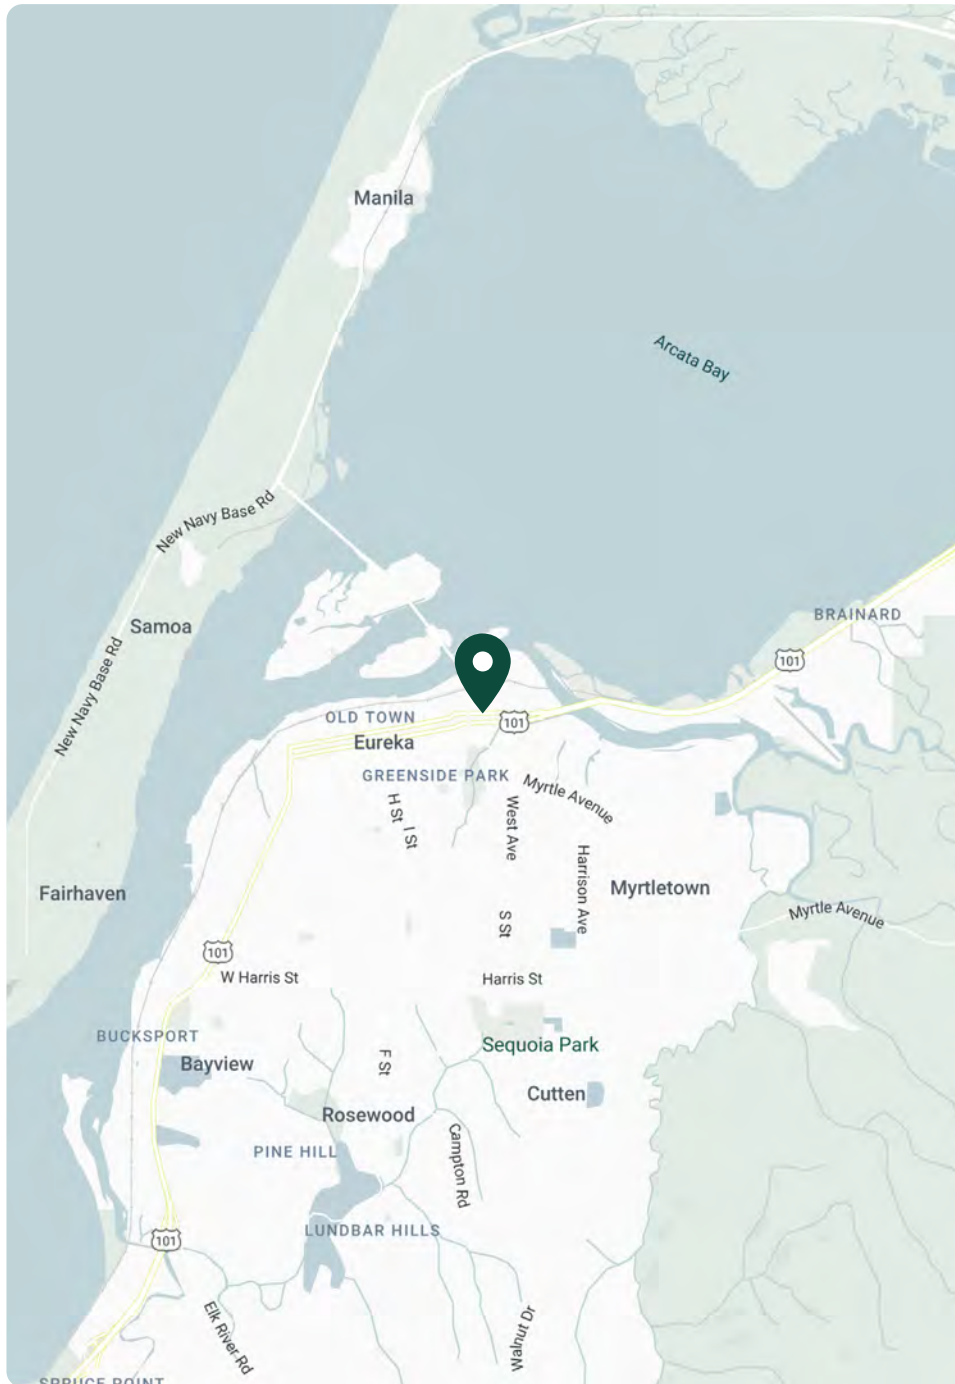 Manila
Arcata Bay
New Navy Base Rd
BRAINARD
Samoa
New Navy Base Rd
101
OLD TOWN
101
Eureka
GREENSIDE PARK
Myrtle Avenue
H St
I St
West Ave
Harrison Ave
Fairhaven
Myrtletown
Myrtle Avenue
S St
101
W Harris St
Harris St
BUCKSPORT
Sequoia Park
Bayview
F St
Cutten
Rosewood
PINE HILL
Campton Rd
LUNDBAR HILLS
101
Elk River Rd
Walnut Dr
SPRUCE POINT